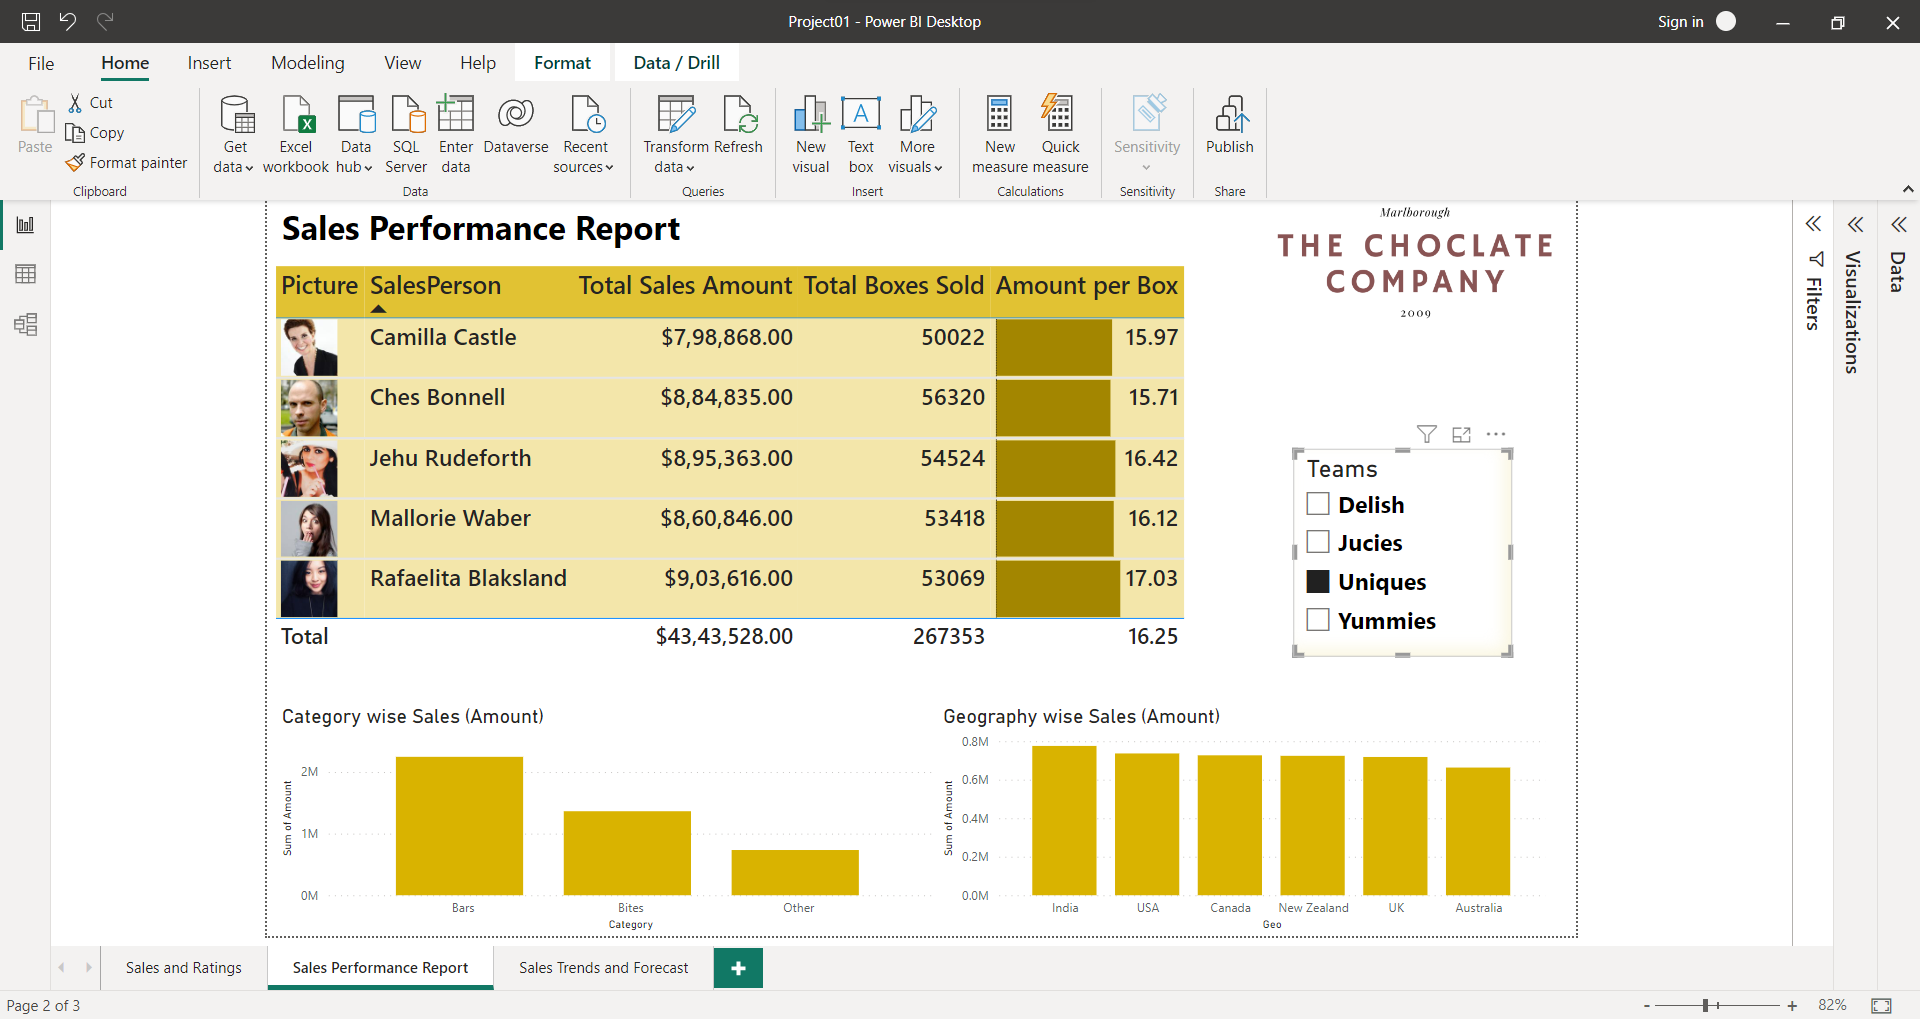 Project01 - Power BI Desktop
Sign in
File Home Insert Modeling View Help Format Data / Drill
Paste
Cut
Copy
Format painter
Clipboard
Get data
Excel workbook
Data hub
SQL Server
Enter data
Dataverse
Recent sources
Data
Transform data
Refresh
Queries
New visual
Text box
A
More visuals
Insert
New measure
Quick measure
Calculations
Sensitivity
Sensitivity
Publish
Share
Sales Performance Report
Marlborough
THE CHOCLATE
COMPANY
2009
Picture SalesPerson Total Sales Amount Total Boxes Sold Amount per Box
Camilla Castle $7,98,868.00 50022 15.97
Ches Bonnell $8,84,835.00 56320 15.71
Jehu Rudeforth $8,95,363.00 54524 16.42
Mallorie Waber $8,60,846.00 53418 16.12
Rafaelita Blaksland $9,03,616.00 53069 17.03
Total $43,43,528.00 267353 16.25
Teams
Delish
Jucies
Uniques
Yummies
Filters
Visualizations
Data
Category wise Sales (Amount)
Sum of Amount
2M
1M
0M
Bars Bites Other
Category
Geography wise Sales (Amount)
Sum of Amount
0.8M
0.6M
0.4M
0.2M
0.0M
India USA Canada New Zealand UK Australia
Geo
Sales and Ratings Sales Performance Report Sales Trends and Forecast
Page 2 of 3
- + 82%